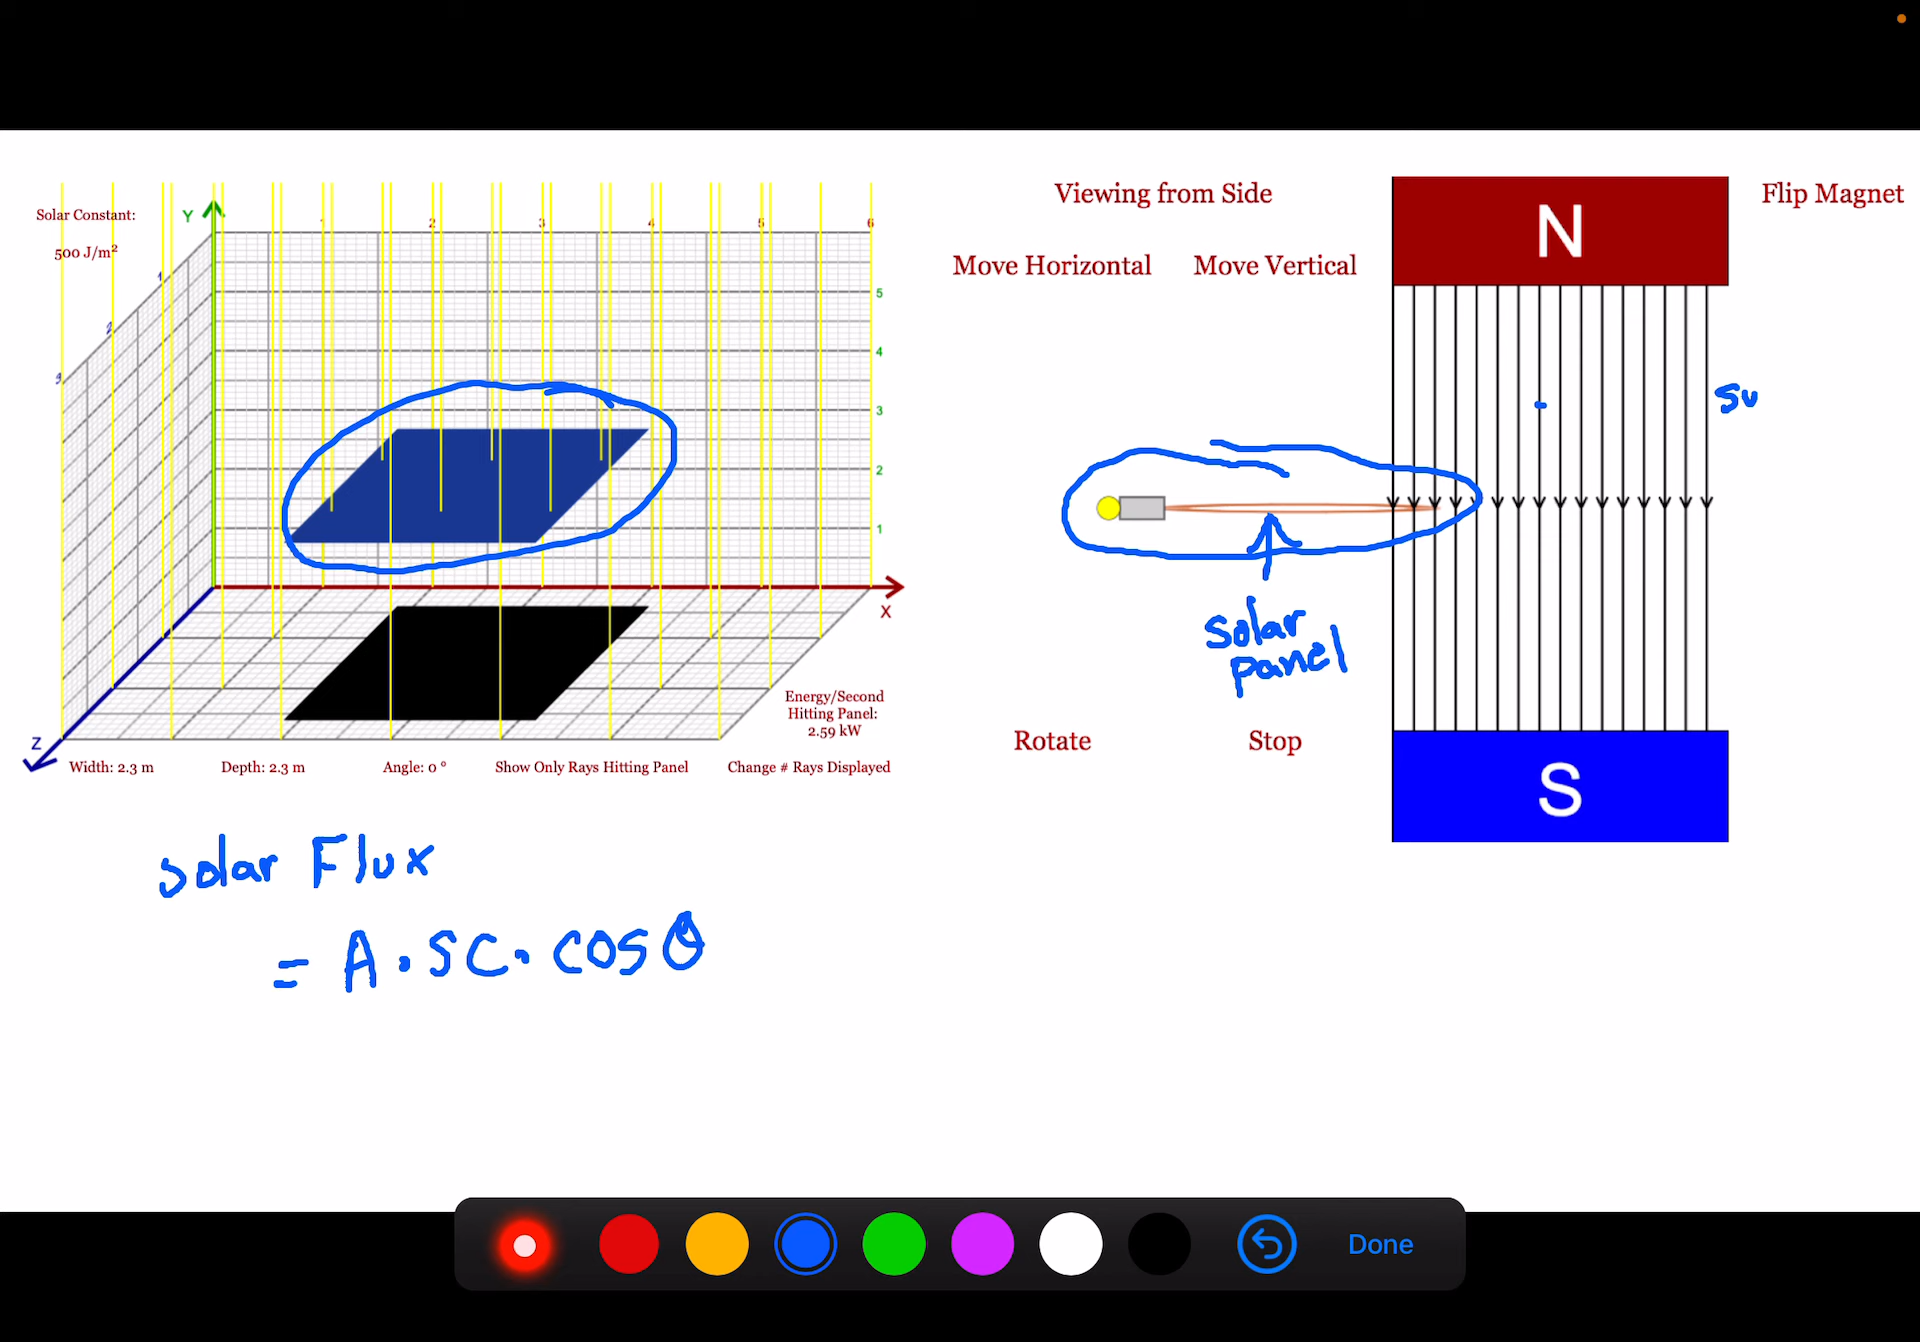 Solar Constant:
500 J/m²
Y
1 2 3 4 5 6
1
2
3
5
4
3
2
1
X
Z
Energy/Second
Hitting Panel:
2.59 kW
Width: 2.3 m
Depth: 2.3 m
Angle: 0 °
Show Only Rays Hitting Panel
Change # Rays Displayed
solar Flux
= A · SC · cos θ
Viewing from Side
Move Horizontal
Move Vertical
N
Flip Magnet
su
solar
panel
Rotate
Stop
S
Done